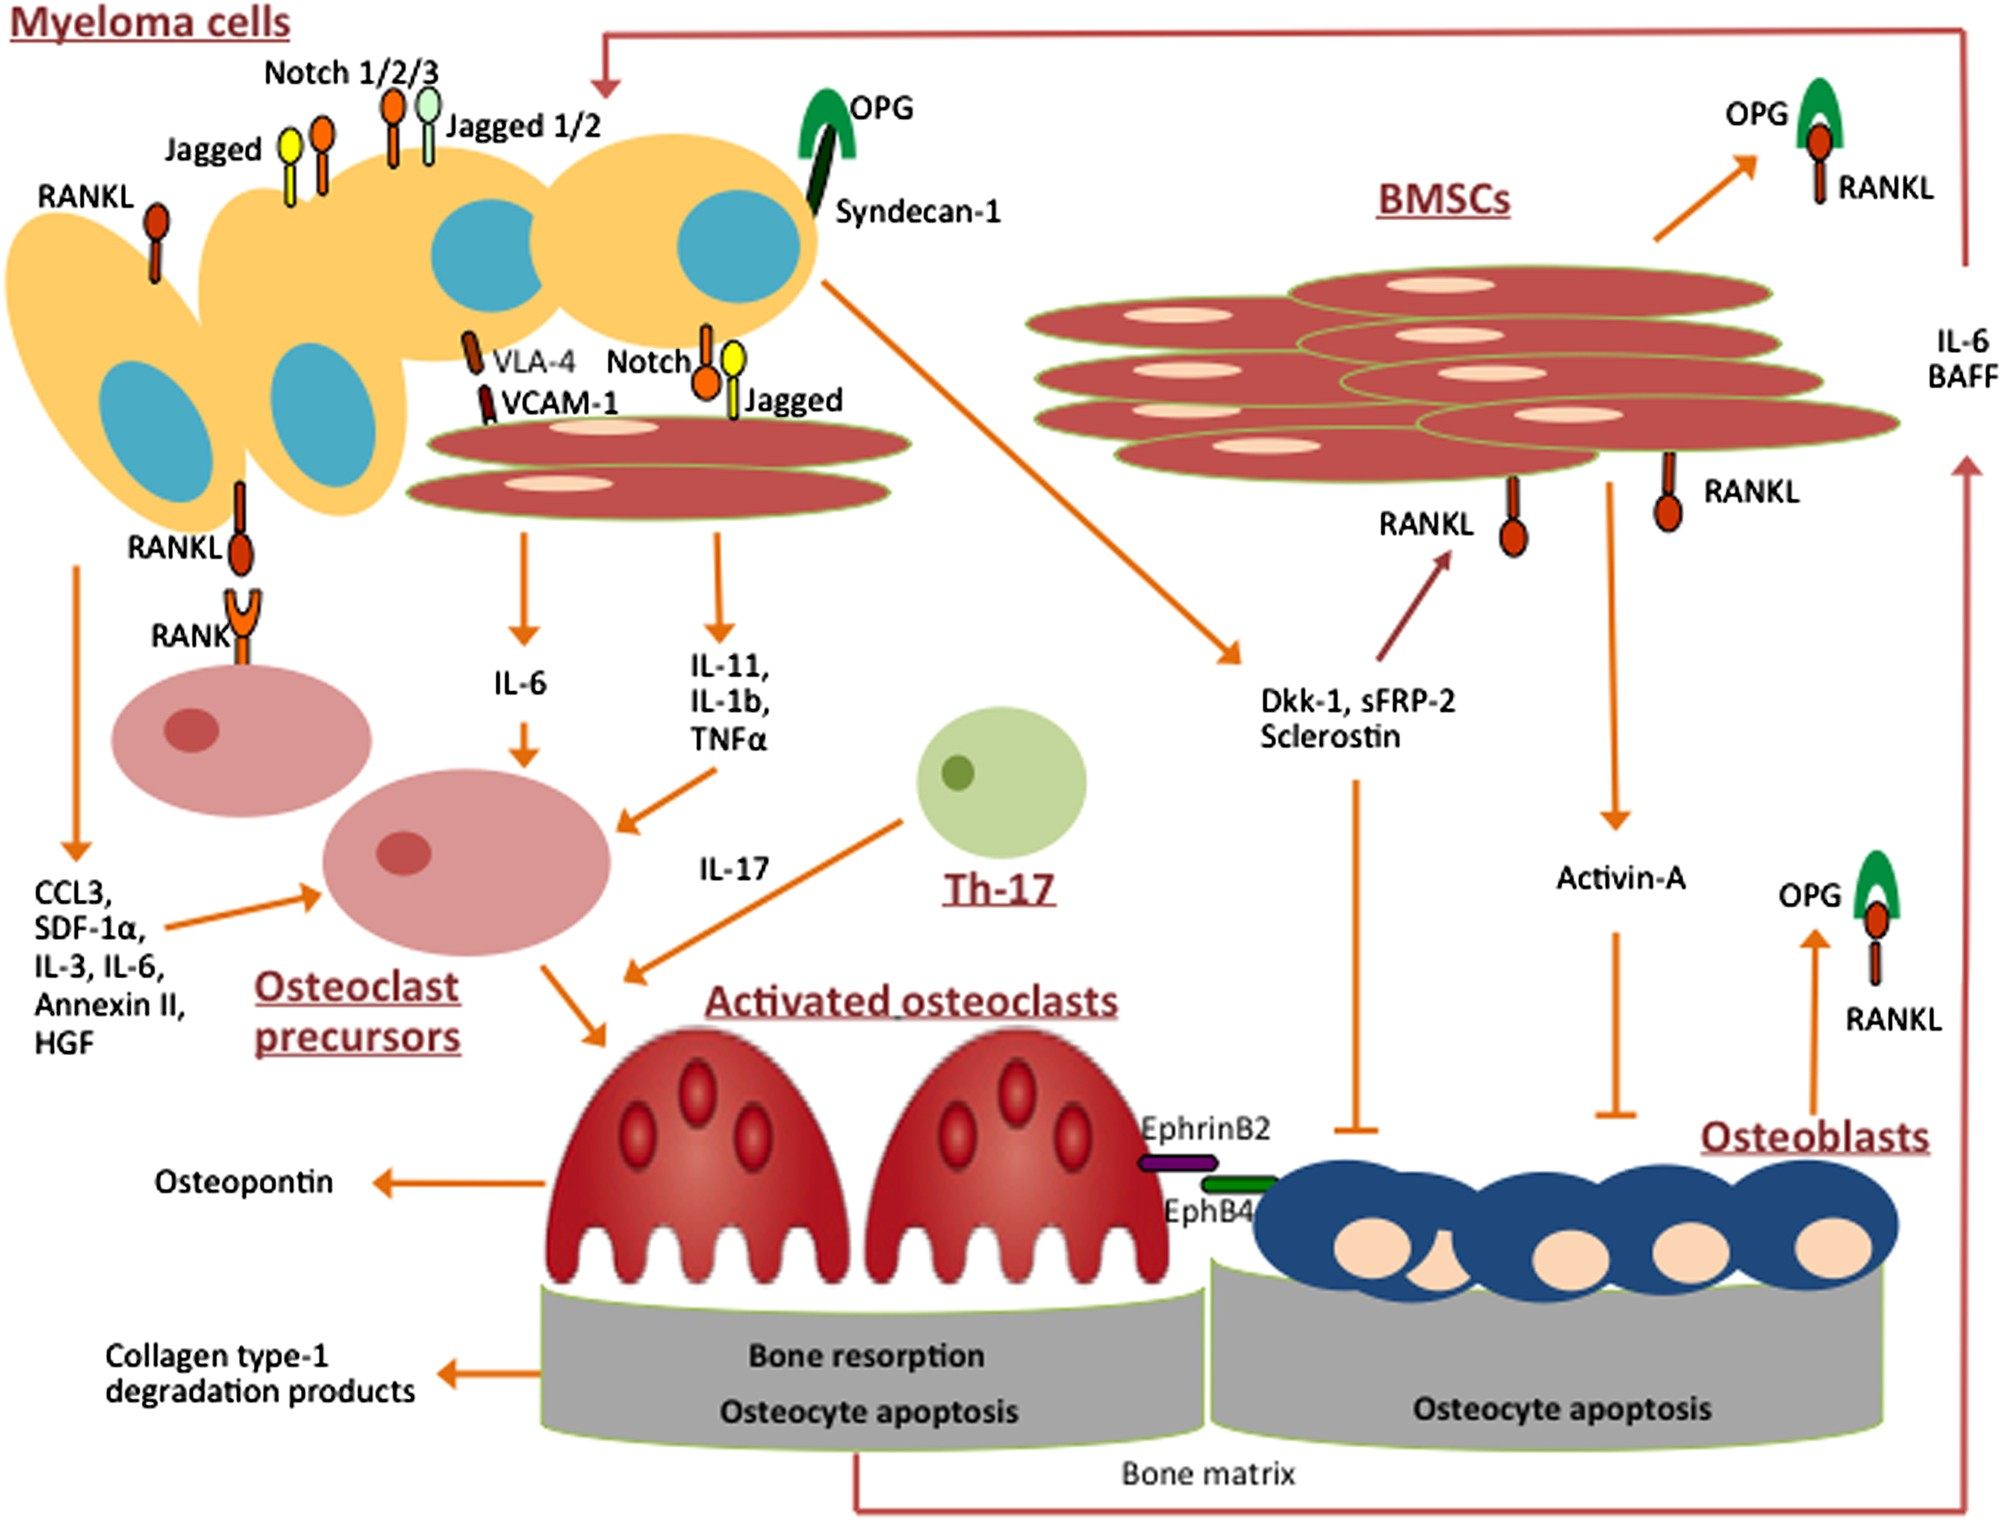 Myeloma cells
Notch 1/2/3
Jagged
Jagged 1/2
OPG
RANKL
Syndecan-1
BMSCs
OPG
RANKL
IL-6
BAFF
VLA-4
VCAM-1
Notch
Jagged
RANKL
RANK
RANKL
RANKL
IL-6
IL-11,
IL-1b,
TNFα
Dkk-1, sFRP-2
Sclerostin
Th-17
IL-17
Activin-A
OPG
RANKL
CCL3,
SDF-1α,
IL-3, IL-6,
Annexin II,
HGF
Osteoclast
precursors
Activated osteoclasts
EphrinB2
EphB4
Osteoblasts
Osteopontin
Collagen type-1
degradation products
Bone resorption
Osteocyte apoptosis
Osteocyte apoptosis
Bone matrix